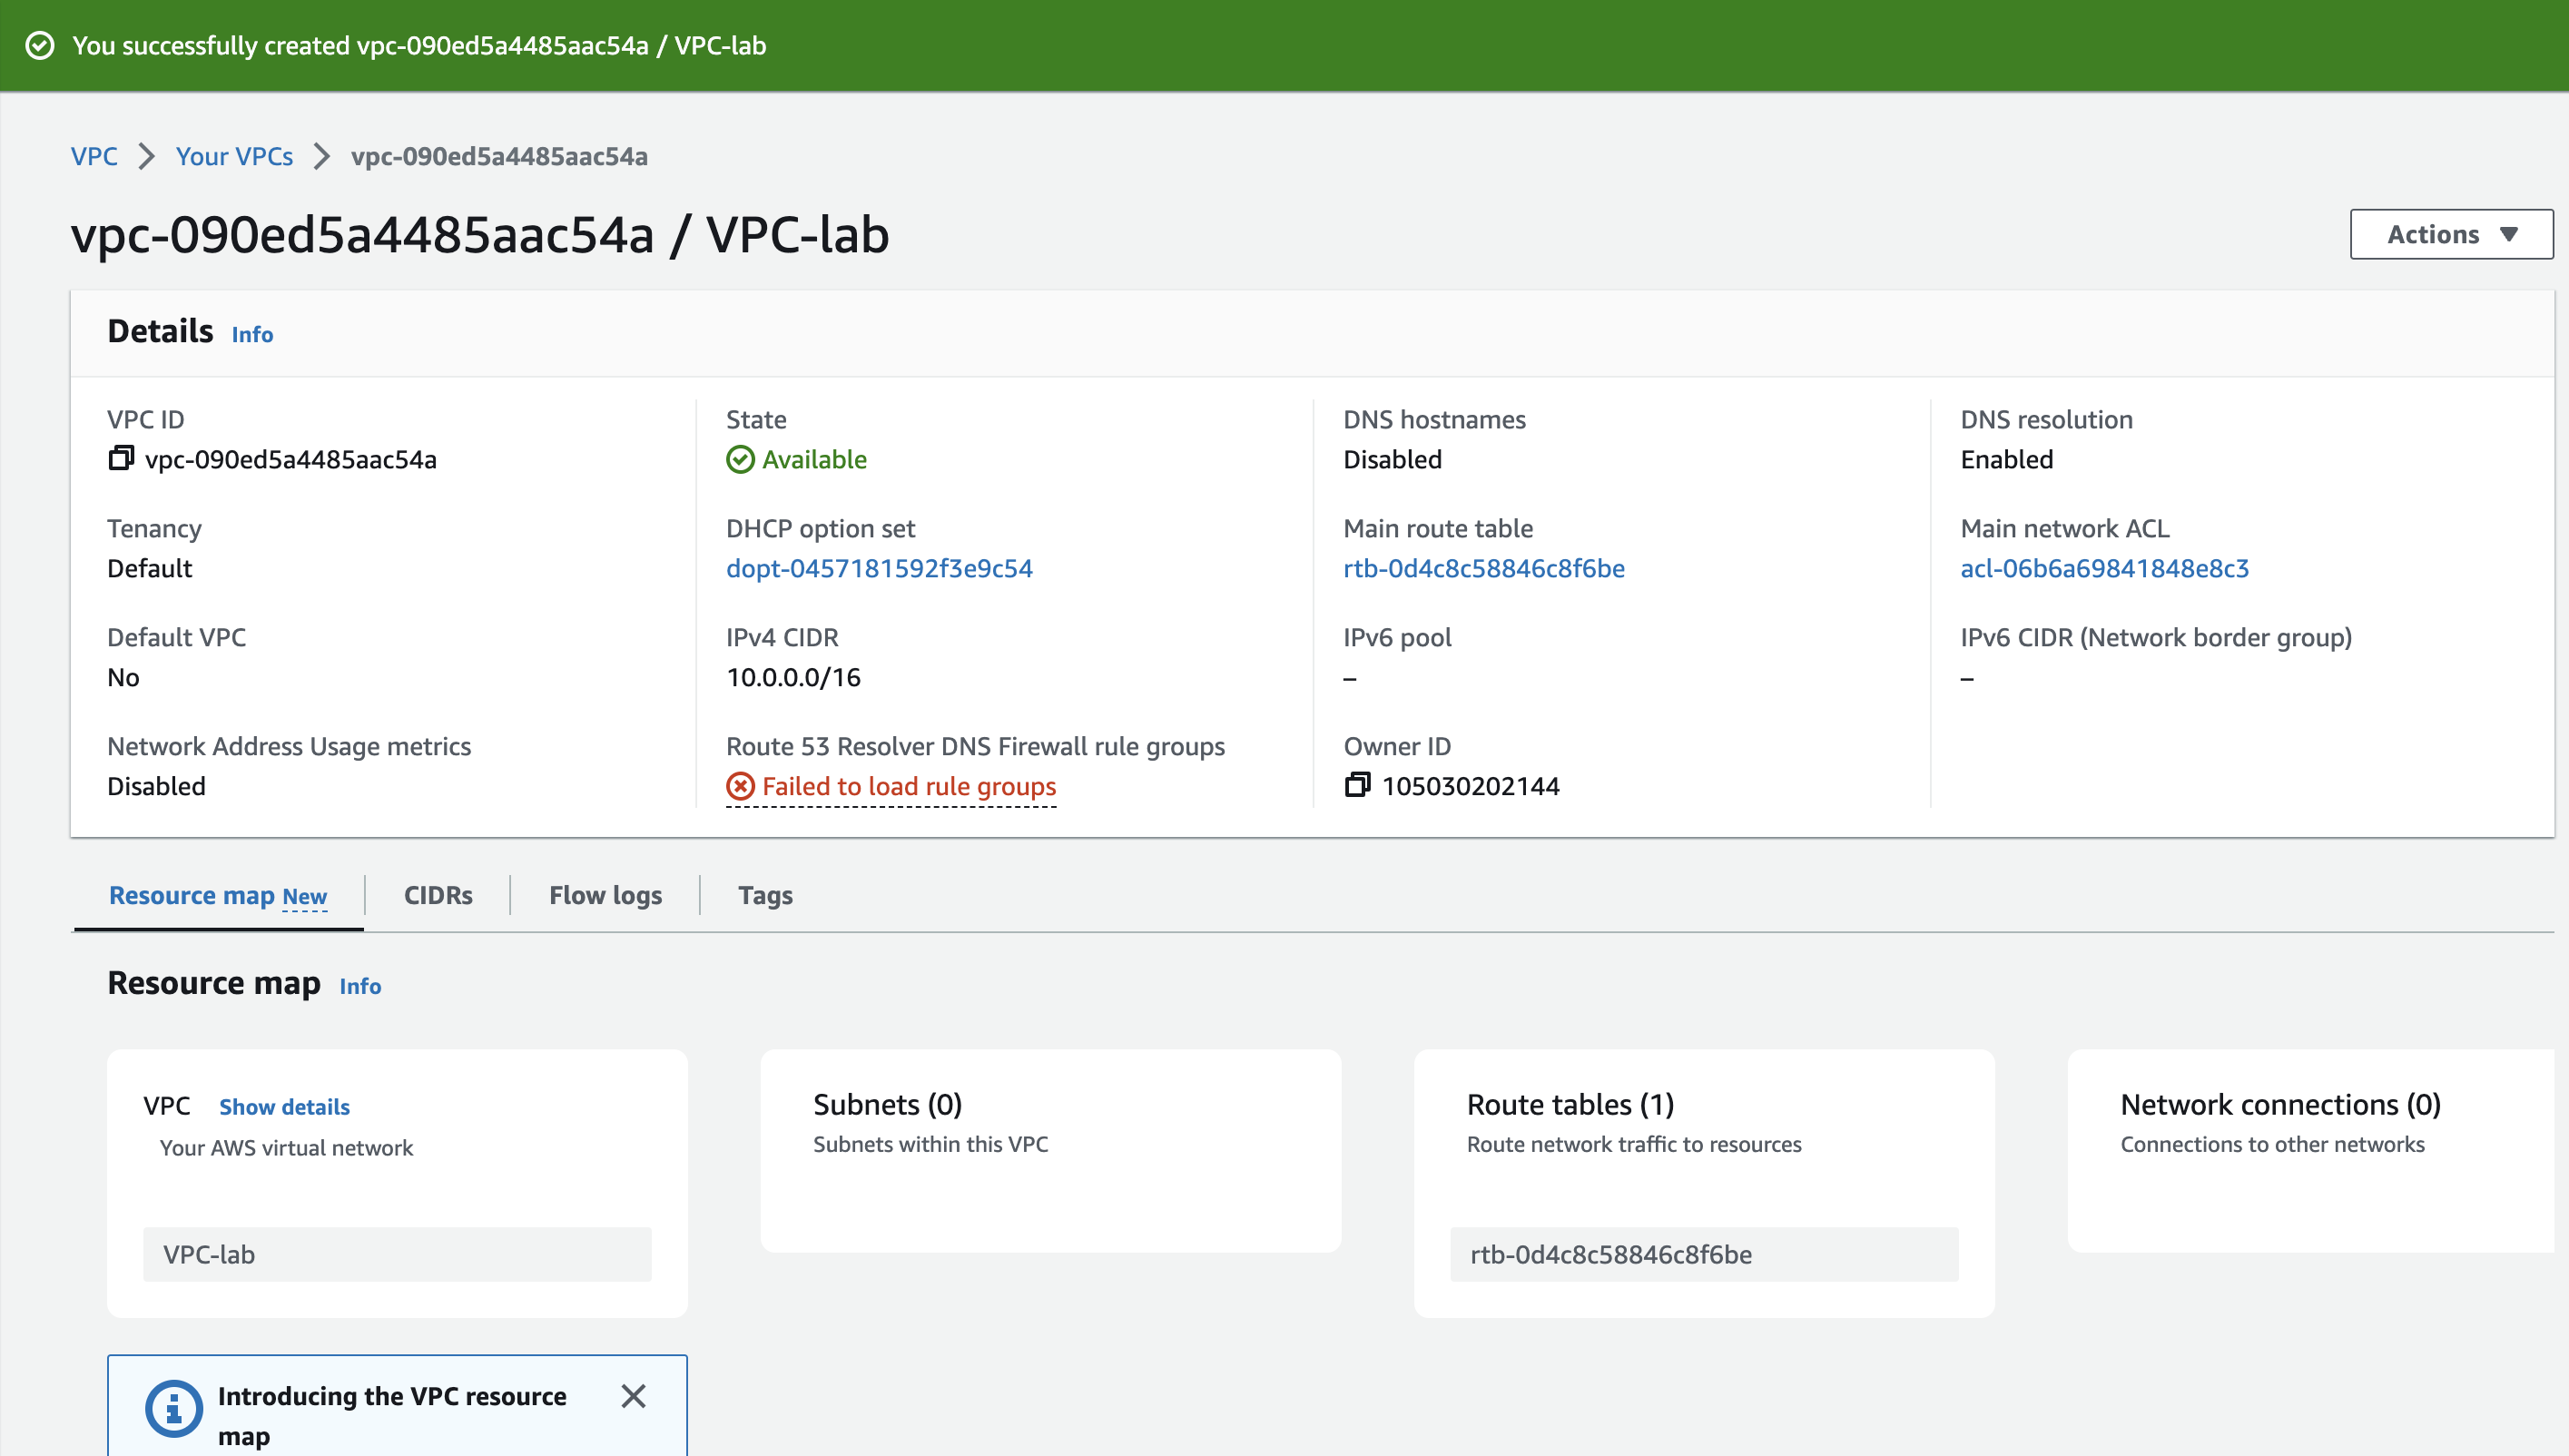 You successfully created vpc-090ed5a4485aac54a / VPC-lab
VPC > Your VPCs > vpc-090ed5a4485aac54a
vpc-090ed5a4485aac54a / VPC-lab
Actions
Details Info
VPC ID
vpc-090ed5a4485aac54a
State
Available
DNS hostnames
Disabled
DNS resolution
Enabled
Tenancy
Default
DHCP option set
dopt-0457181592f3e9c54
Main route table
rtb-0d4c8c58846c8f6be
Main network ACL
acl-06b6a69841848e8c3
Default VPC
No
IPv4 CIDR
10.0.0.0/16
IPv6 pool
–
IPv6 CIDR (Network border group)
–
Network Address Usage metrics
Disabled
Route 53 Resolver DNS Firewall rule groups
Failed to load rule groups
Owner ID
105030202144
Resource map New
CIDRs
Flow logs
Tags
Resource map Info
VPC Show details
Your AWS virtual network
VPC-lab
Subnets (0)
Subnets within this VPC
Route tables (1)
Route network traffic to resources
rtb-0d4c8c58846c8f6be
Network connections (0)
Connections to other networks
Introducing the VPC resource
map